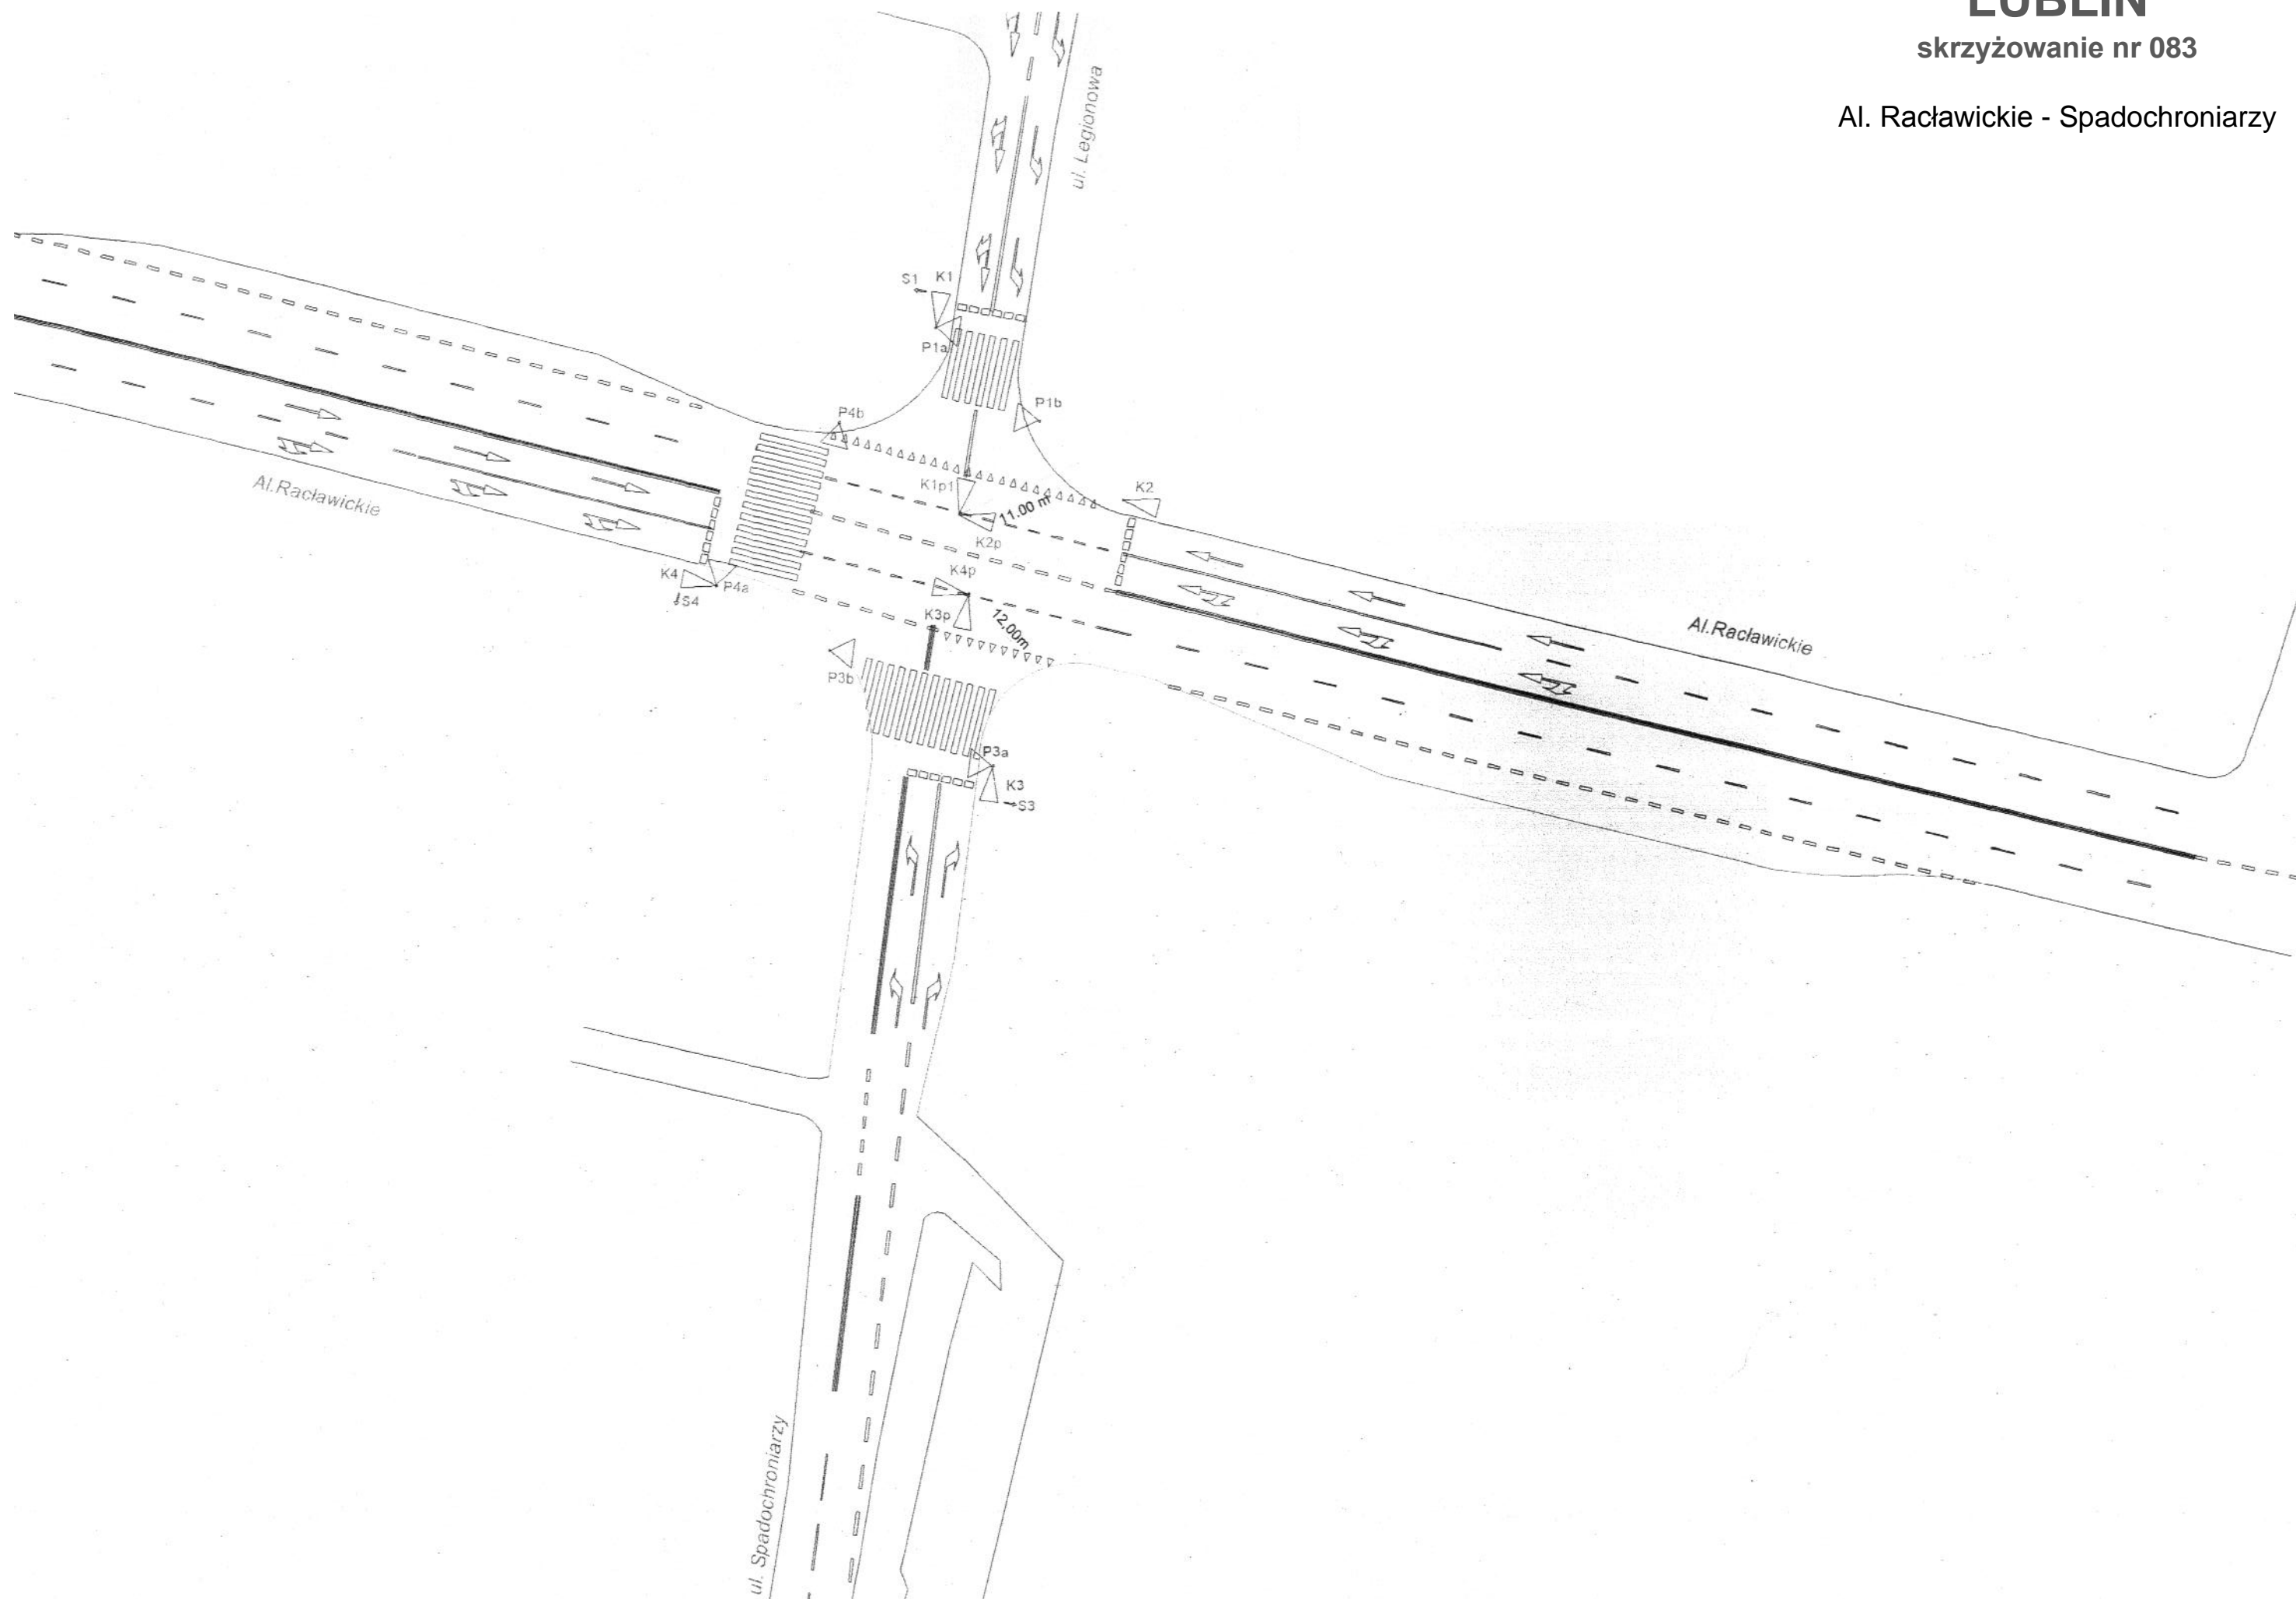 LUBLIN
skrzyżowanie nr 083
Al. Racławickie - Spadochroniarzy
ul. Legionowa
S1
K1
P1a
P1b
P4b
K1p1
11.00 m
K2
K2p
Al.Racławickie
K4
P4a
S4
K4p
K3p
12,00m
Al.Racławickie
P3b
P3a
K3
S3
ul. Spadochroniarzy